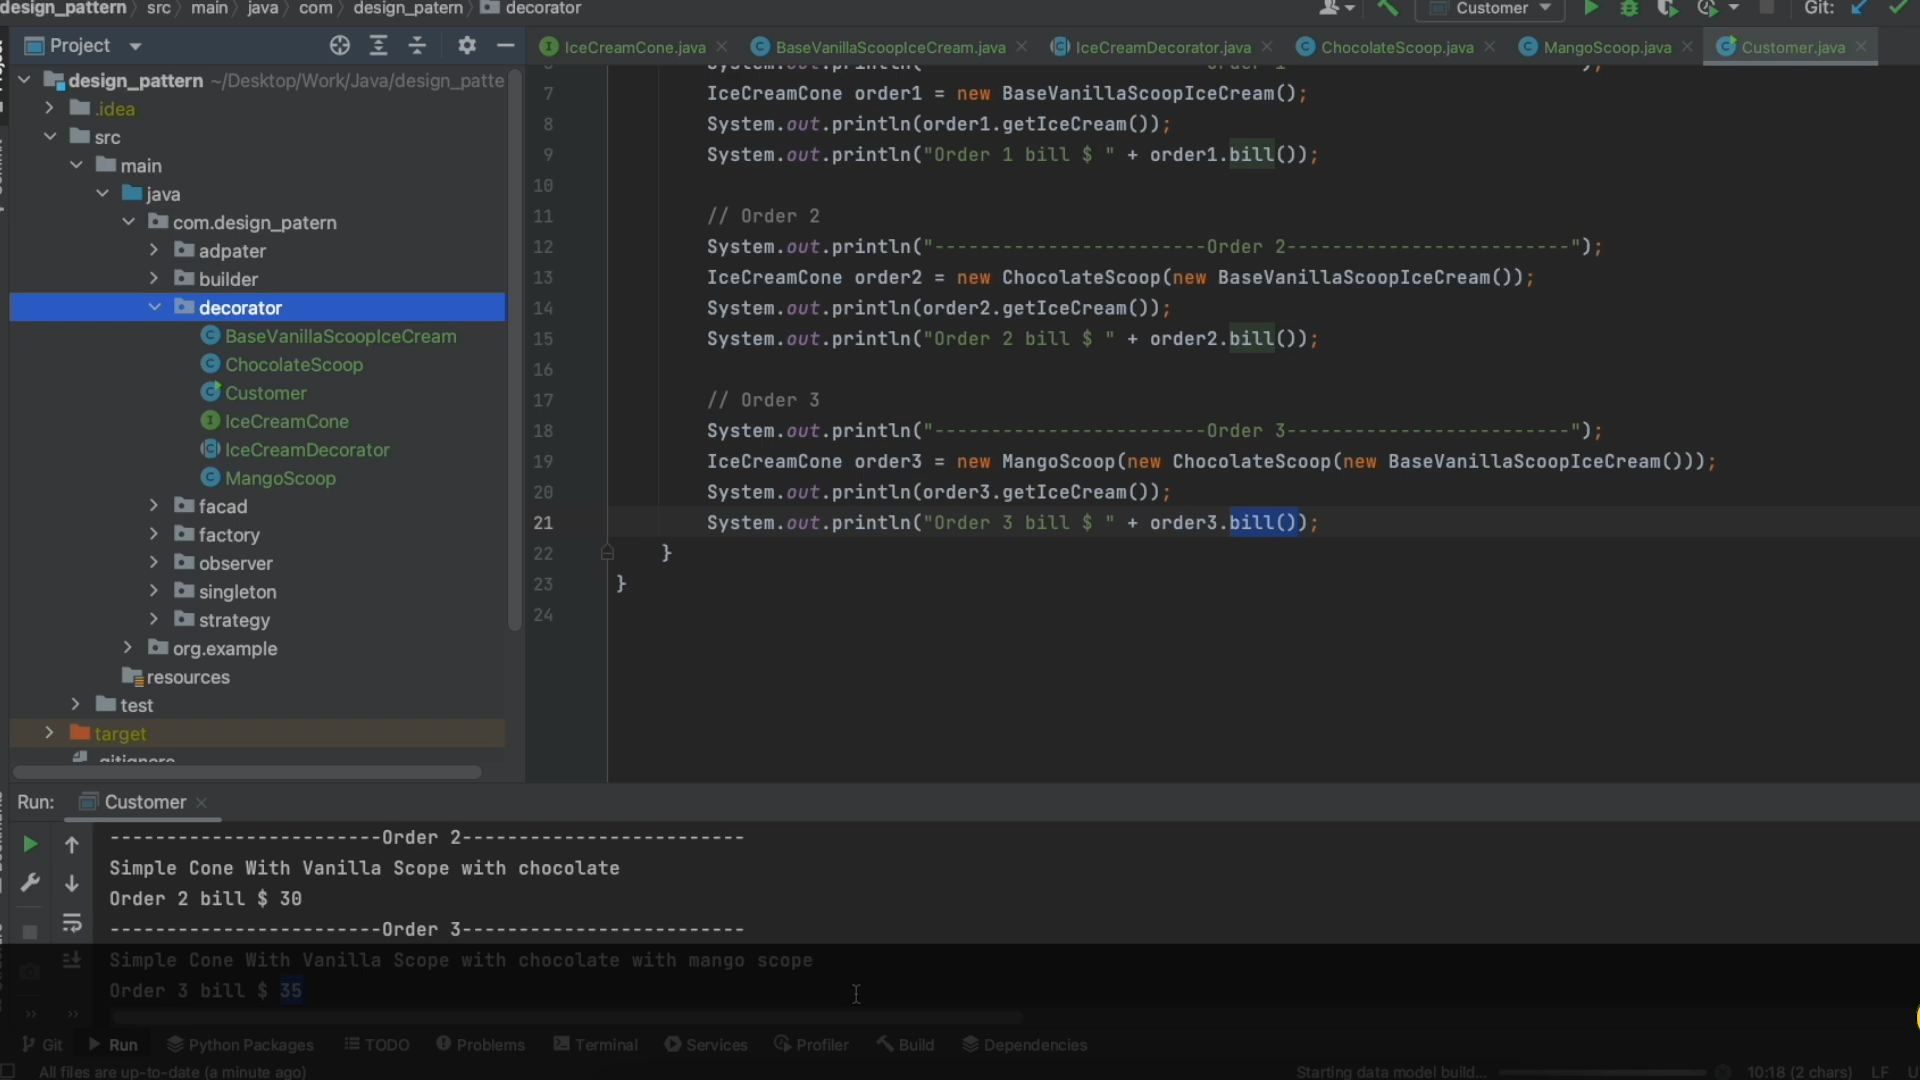 design_pattern src main java com design_patern decorator
Customer Git:
Project
IceCreamCone.java BaseVanillaScoopIceCream.java IceCreamDecorator.java ChocolateScoop.java MangoScoop.java Customer.java
design_pattern ~/Desktop/Work/Java/design_patte
.idea
src
main
java
com.design_patern
adpater
builder
decorator
BaseVanillaScoopIceCream
ChocolateScoop
Customer
IceCreamCone
IceCreamDecorator
MangoScoop
facad
factory
observer
singleton
strategy
org.example
resources
test
target
.gitignore
7 IceCreamCone order1 = new BaseVanillaScoopIceCream();
8 System.out.println(order1.getIceCream());
9 System.out.println("Order 1 bill $ " + order1.bill());
10
11 // Order 2
12 System.out.println("------------------------Order 2-------------------------");
13 IceCreamCone order2 = new ChocolateScoop(new BaseVanillaScoopIceCream());
14 System.out.println(order2.getIceCream());
15 System.out.println("Order 2 bill $ " + order2.bill());
16
17 // Order 3
18 System.out.println("------------------------Order 3-------------------------");
19 IceCreamCone order3 = new MangoScoop(new ChocolateScoop(new BaseVanillaScoopIceCream()));
20 System.out.println(order3.getIceCream());
21 System.out.println("Order 3 bill $ " + order3.bill());
22 }
23 }
24
Run: Customer
------------------------Order 2-------------------------
Simple Cone With Vanilla Scope with chocolate
Order 2 bill $ 30
------------------------Order 3-------------------------
Simple Cone With Vanilla Scope with chocolate with mango scope
Order 3 bill $ 35
Git Run Python Packages TODO Problems Terminal Services Profiler Build Dependencies
All files are up-to-date (a minute ago) Starting data model build... 10:18 (2 chars) LF